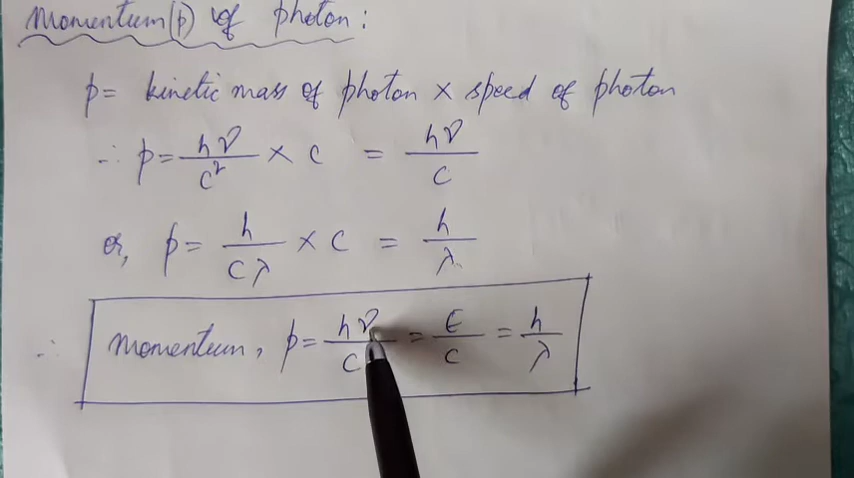 Momentum(p) of photon:
p = kinetic mass of photon × speed of photon
∴ p = hν/c² × c = hν/c
or, p = h/cλ × c = h/λ
∴ Momentum, p = hν/c = E/c = h/λ